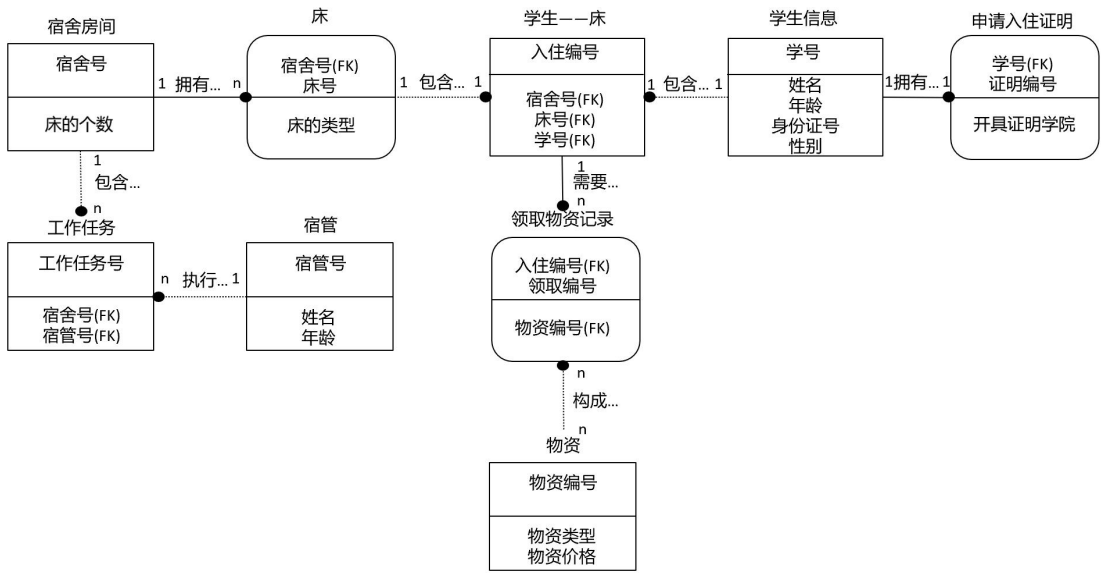 宿舍房间
宿舍号
床的个数
1 拥有... n
床
宿舍号(FK)
床号
床的类型
1 包含... 1
学生——床
入住编号
宿舍号(FK)
床号(FK)
学号(FK)
1 包含... 1
学生信息
学号
姓名
年龄
身份证号
性别
1 拥有... 1
申请入住证明
学号(FK)
证明编号
开具证明学院
1
包含...
n
工作任务
工作任务号
宿舍号(FK)
宿管号(FK)
n 执行... 1
宿管
宿管号
姓名
年龄
1
需要...
n
领取物资记录
入住编号(FK)
领取编号
物资编号(FK)
n
构成...
n
物资
物资编号
物资类型
物资价格